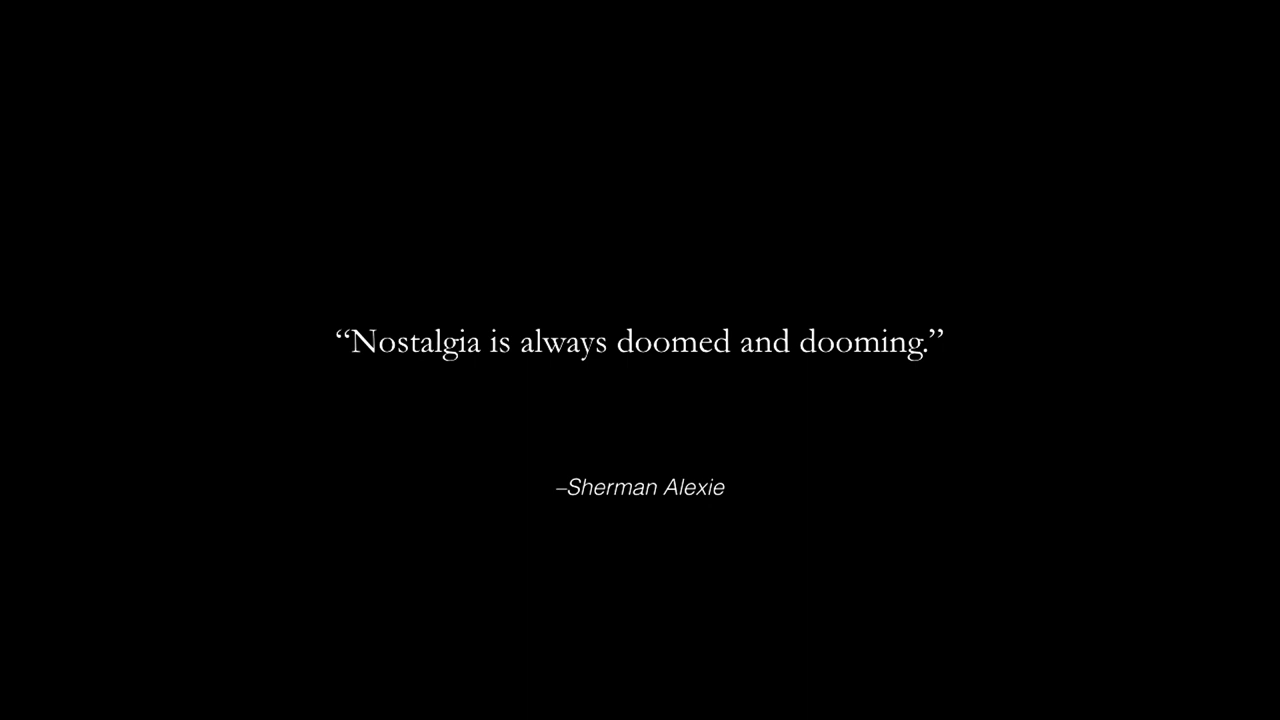 “Nostalgia is always doomed and dooming.”
–Sherman Alexie